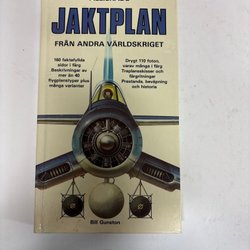 JAKTPLAN
FRÅN ANDRA VÄRLDSKRIGET
160 faktafyllda
sidor i färg
Beskrivningar av
mer än 40
flygplanstyper plus
många varianter
Drygt 110 foton,
varav många i färg
Treplansskisser och
färgritningar
Prestanda, beväpning
och historia
Bill Gunston